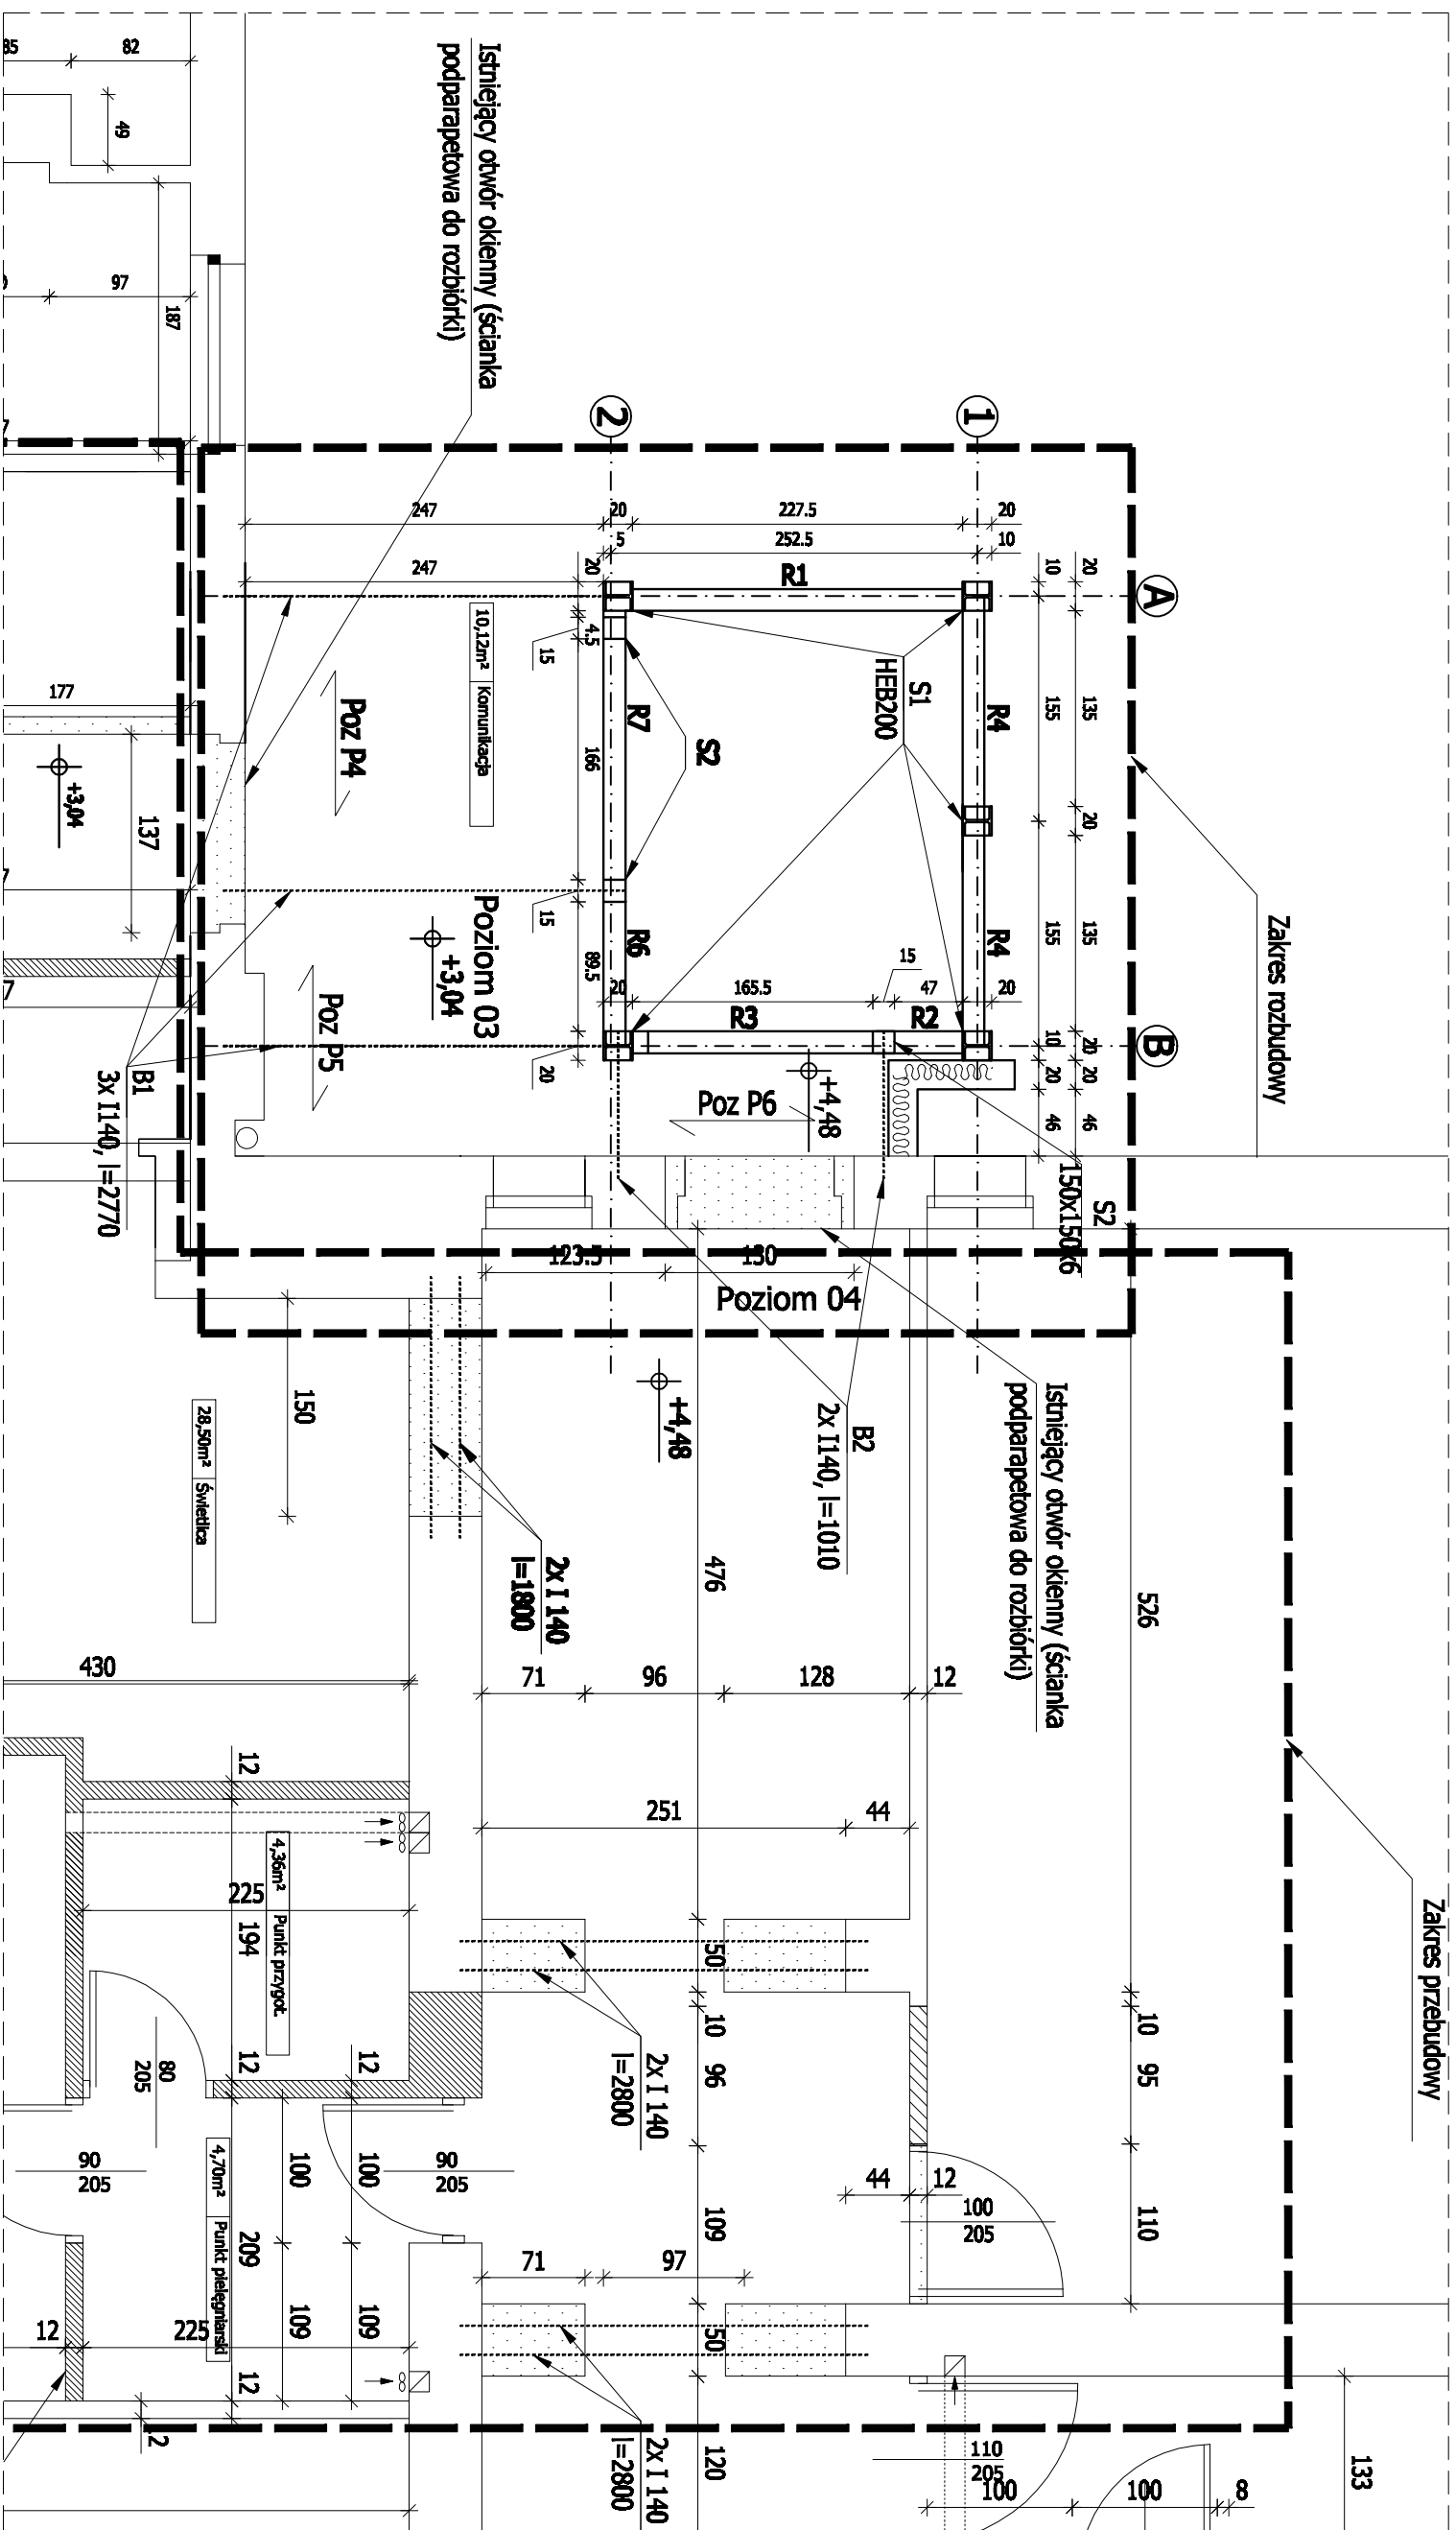 Zakres przebudowy
Zakres rozbudowy
Istniejący otwór okienny (ścianka
podparapetowa do rozbiórki)
Istniejący otwór okienny (ścianka
podparapetowa do rozbiórki)
A
B
1
2
82
49
97
187
177
137
+3,04
247
20
227.5
20
5
252.5
10
247
20
4,5
15
166
15
89.5
20
R1
R4
R4
R7
R6
R3
R2
S1
HEB200
S2
10
155
155
10
20
46
20
135
20
135
20
20
46
20
165.5
15
47
20
S2
150x150x6
10,12m² Komunikacja
Poz P4
Poz P5
Poz P6
Poziom 03
+3,04
+4,48
B1
3x I140, l=2770
123.5
130
Poziom 04
+4,48
B2
2x I140, l=1010
150
28,50m² Świetlica
2x I 140
l=1800
476
526
430
71
96
128
12
251
44
12
225
194
4,36m² Punkt przygot.
50
10
96
10
95
2x I 140
l=2800
12
12
80
205
90
205
90
205
100
100
4,70m² Punkt pielęgniarski
209
109
109
109
110
44
12
100
205
71
97
12
225
12
50
2
2x I 140
l=2800
120
110
205
100
100
8
133